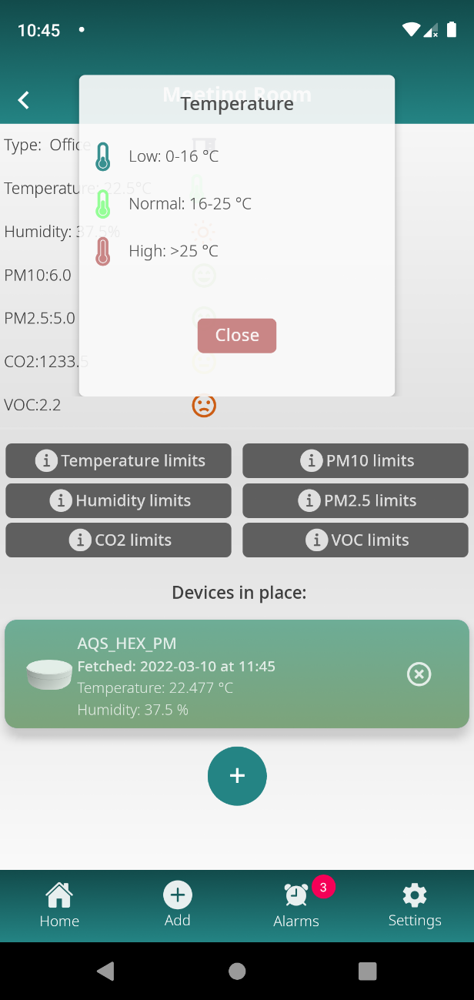 10:45
Meeting Room
Temperature
Type: Office
Low: 0-16 °C
Temperature: 22.5°C
Normal: 16-25 °C
Humidity: 37.5%
High: >25 °C
PM10:6.0
PM2.5:5.0
Close
CO2:1233.5
VOC:2.2
Temperature limits
PM10 limits
Humidity limits
PM2.5 limits
CO2 limits
VOC limits
Devices in place:
AQS_HEX_PM
Fetched: 2022-03-10 at 11:45
Temperature: 22.477 °C
Humidity: 37.5 %
3
Home
Add
Alarms
Settings